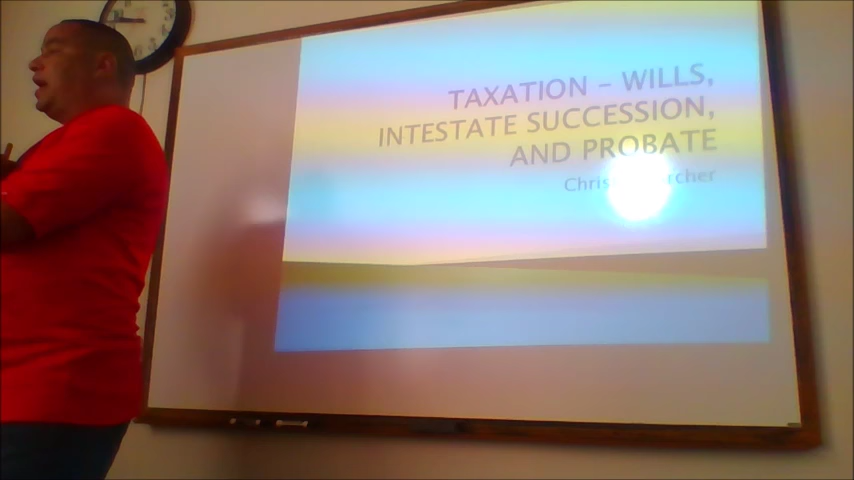 TAXATION – WILLS,
INTESTATE SUCCESSION,
AND PROBATE